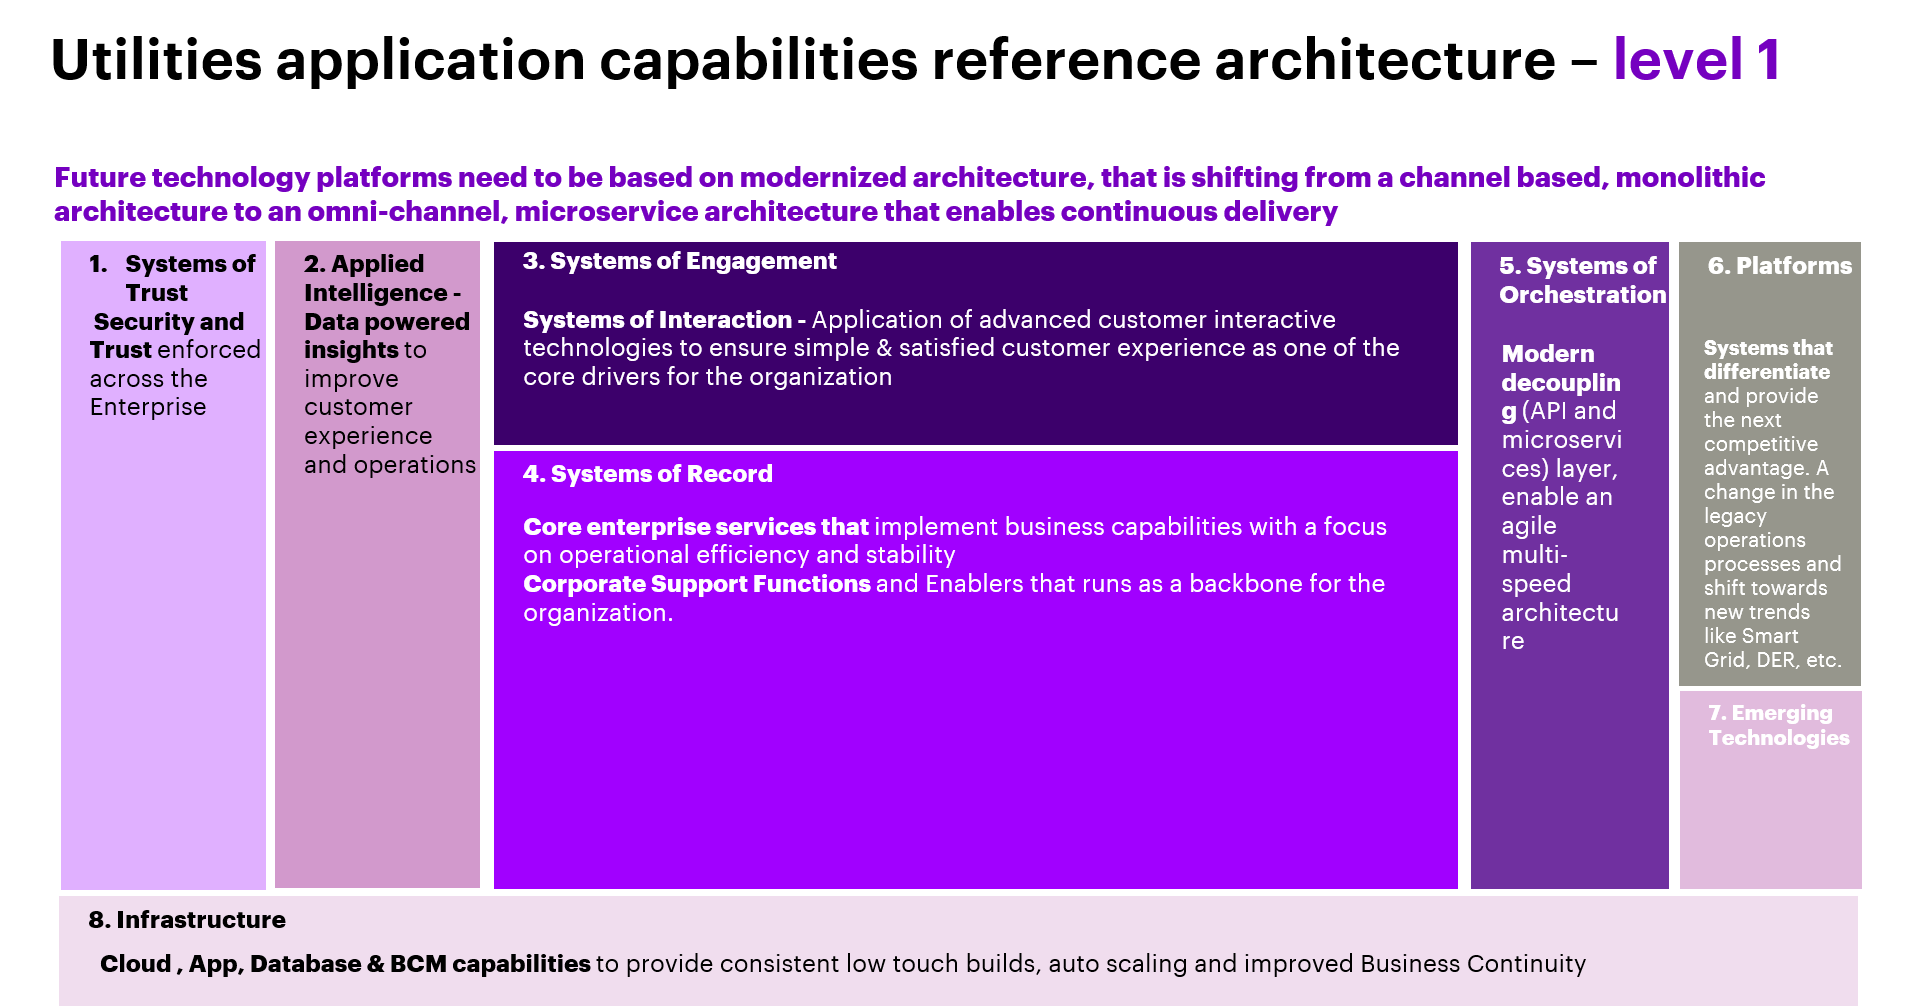 Utilities application capabilities reference architecture – level 1
Future technology platforms need to be based on modernized architecture, that is shifting from a channel based, monolithic
architecture to an omni-channel, microservice architecture that enables continuous delivery
1. Systems of
Trust
Security and
Trust enforced
across the
Enterprise
2. Applied
Intelligence -
Data powered
insights to
improve
customer
experience
and operations
3. Systems of Engagement
Systems of Interaction - Application of advanced customer interactive
technologies to ensure simple & satisfied customer experience as one of the
core drivers for the organization
4. Systems of Record
Core enterprise services that implement business capabilities with a focus
on operational efficiency and stability
Corporate Support Functions and Enablers that runs as a backbone for the
organization.
5. Systems of
Orchestration
Modern
decouplin
g (API and
microservi
ces) layer,
enable an
agile
multi-
speed
architectu
re
6. Platforms
Systems that
differentiate
and provide
the next
competitive
advantage. A
change in the
legacy
operations
processes and
shift towards
new trends
like Smart
Grid, DER, etc.
7. Emerging
Technologies
8. Infrastructure
Cloud , App, Database & BCM capabilities to provide consistent low touch builds, auto scaling and improved Business Continuity